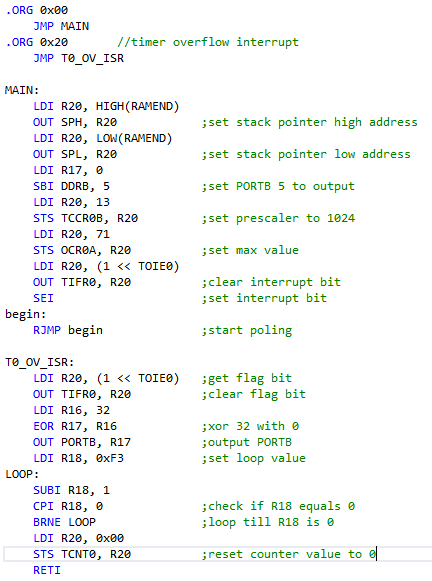 .ORG 0x00
JMP MAIN
.ORG 0x20 //timer overflow interrupt
JMP T0_OV_ISR
MAIN:
LDI R20, HIGH(RAMEND)
OUT SPH, R20 ;set stack pointer high address
LDI R20, LOW(RAMEND)
OUT SPL, R20 ;set stack pointer low address
LDI R17, 0
SBI DDRB, 5 ;set PORTB 5 to output
LDI R20, 13
STS TCCR0B, R20 ;set prescaler to 1024
LDI R20, 71
STS OCR0A, R20 ;set max value
LDI R20, (1 << TOIE0)
OUT TIFR0, R20 ;clear interrupt bit
SEI ;set interrupt bit
begin:
RJMP begin ;start poling
T0_OV_ISR:
LDI R20, (1 << TOIE0) ;get flag bit
OUT TIFR0, R20 ;clear flag bit
LDI R16, 32
EOR R17, R16 ;xor 32 with 0
OUT PORTB, R17 ;output PORTB
LDI R18, 0xF3 ;set loop value
LOOP:
SUBI R18, 1
CPI R18, 0 ;check if R18 equals 0
BRNE LOOP ;loop till R18 is 0
LDI R20, 0x00
STS TCNT0, R20 ;reset counter value to 0
RETI